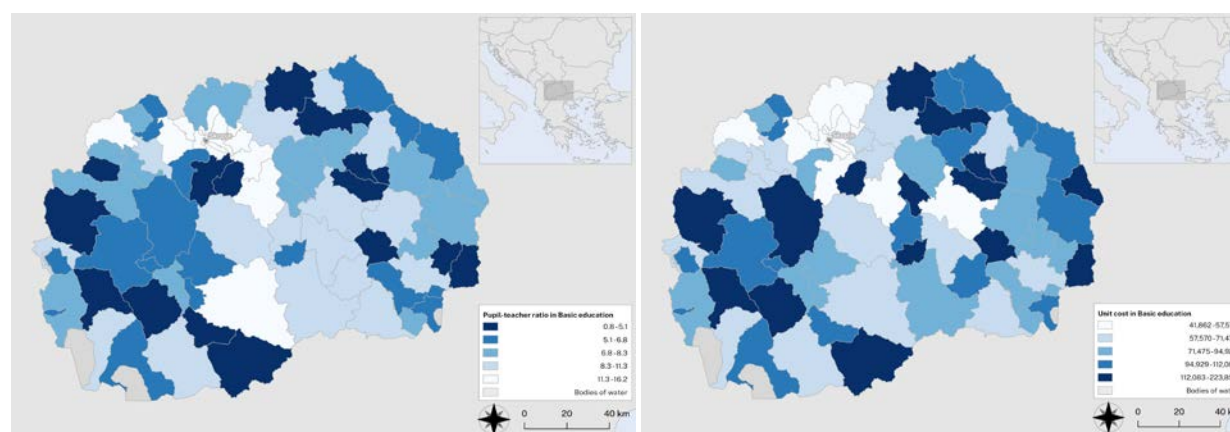 Pupil-teacher ratio in Basic education
0.8-5.1
5.1-6.8
6.8-8.3
8.3-11.3
11.3-16.2
Bodies of water
0 20 40 km
Unit cost in Basic education
41,862-57,5
57,570-71,4
71,475-94,9
94,929-112,0
112,083-223,8
Bodies of wat
0 20 40 k